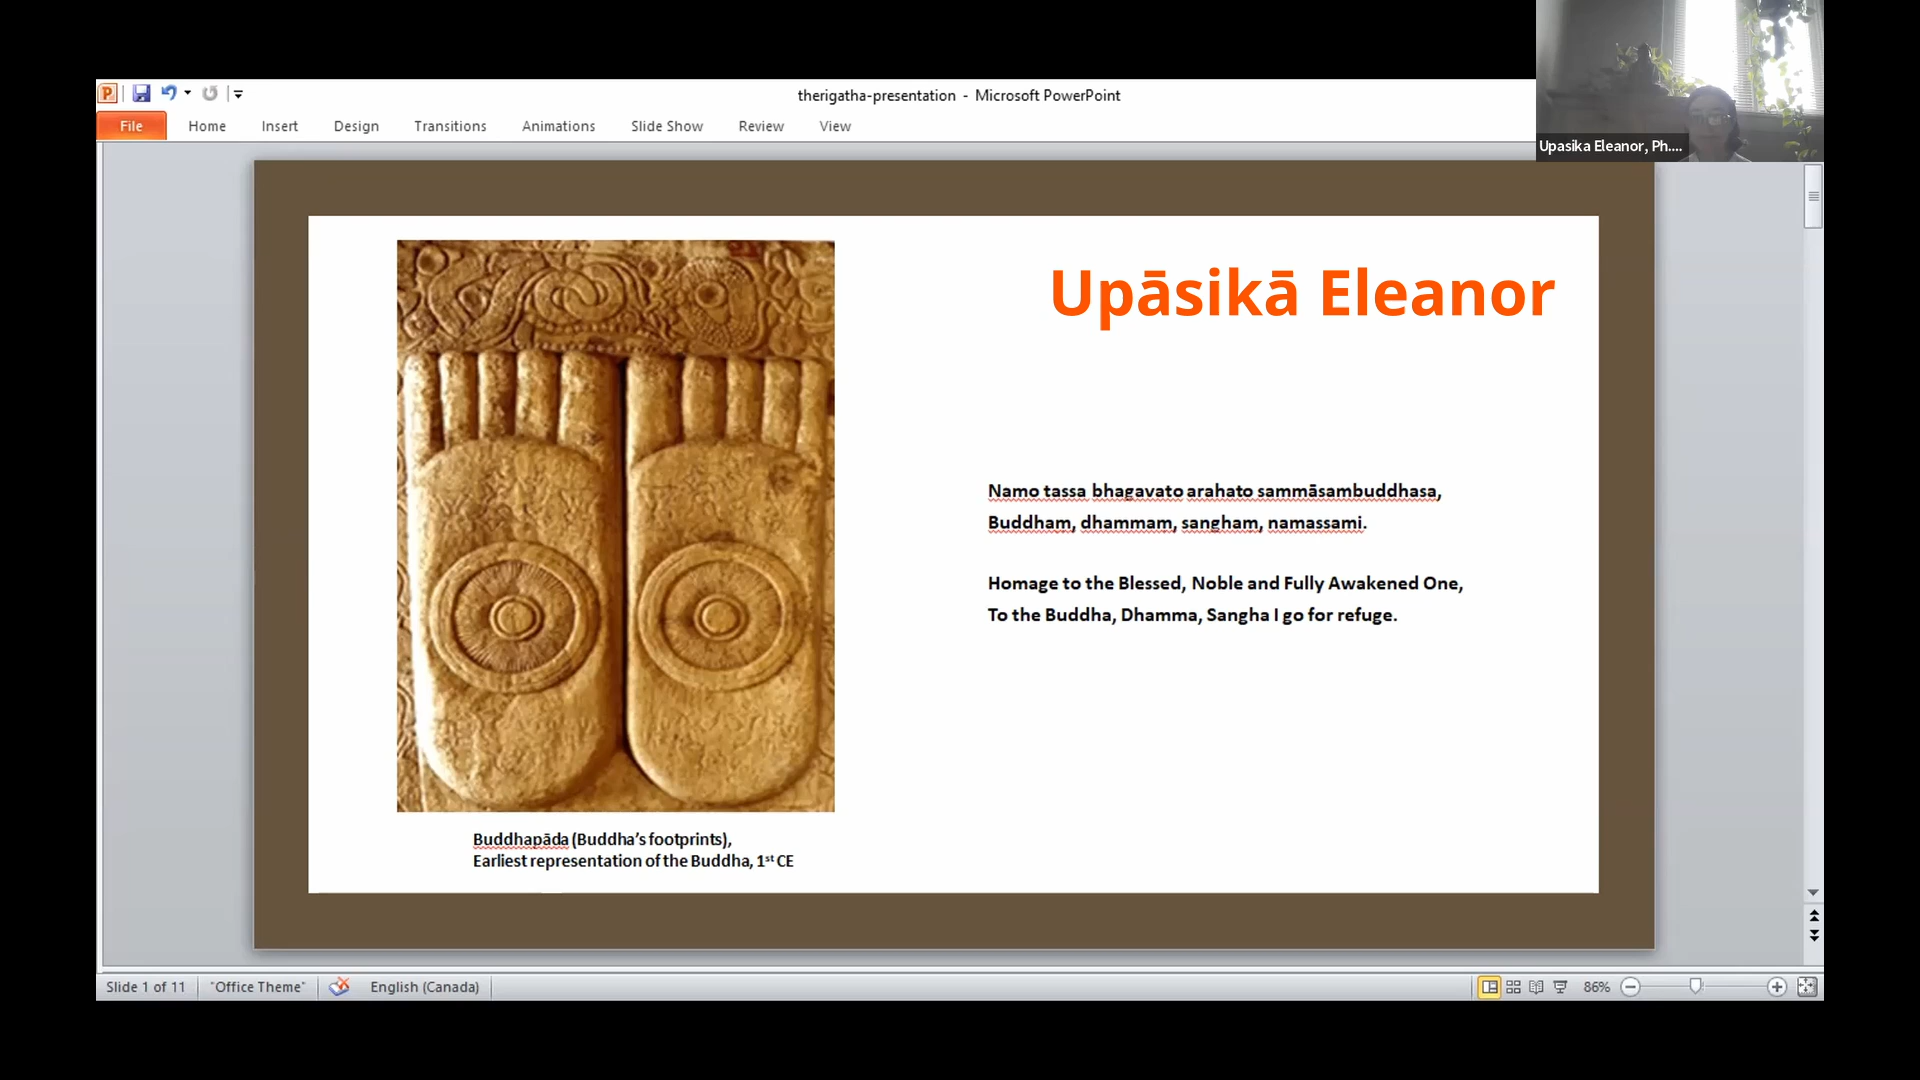 therigatha-presentation - Microsoft PowerPoint
File Home Insert Design Transitions Animations Slide Show Review View
Upasika Eleanor, Ph....
Upāsikā Eleanor
Namo tassa bhagavato arahato sammāsambuddhasa,
Buddham, dhammam, sangham, namassami.
Homage to the Blessed, Noble and Fully Awakened One,
To the Buddha, Dhamma, Sangha I go for refuge.
Buddhapāda (Buddha’s footprints),
Earliest representation of the Buddha, 1st CE
Slide 1 of 11 "Office Theme" English (Canada) 86%